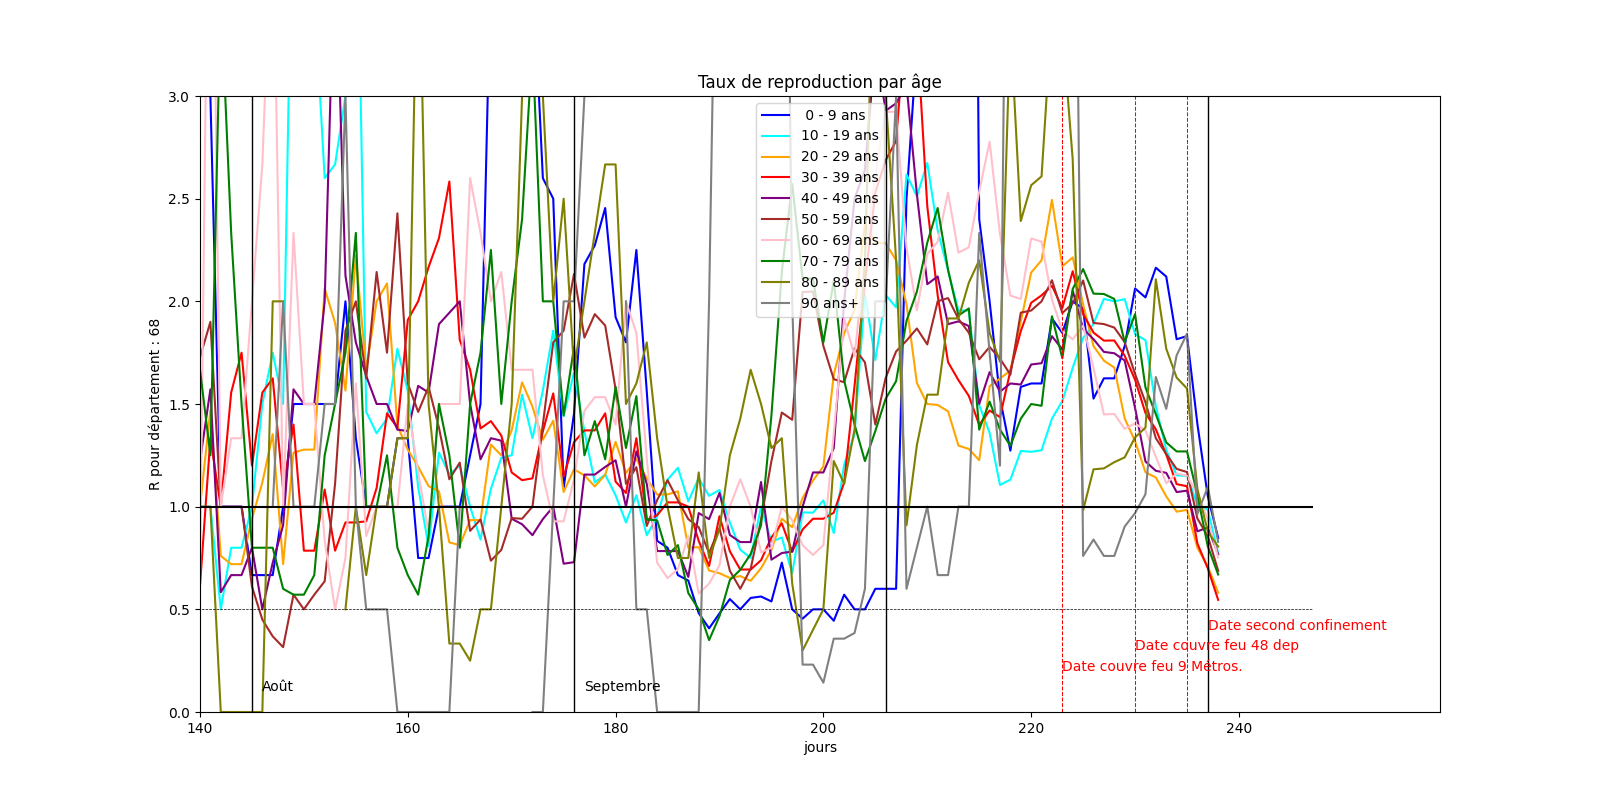 Taux de reproduction par âge
R pour département : 68
3.0
2.5
2.0
1.5
1.0
0.5
0.0
0 - 9 ans
10 - 19 ans
20 - 29 ans
30 - 39 ans
40 - 49 ans
50 - 59 ans
60 - 69 ans
70 - 79 ans
80 - 89 ans
90 ans+
Date second confinement
Date couvre feu 48 dep
Date couvre feu 9 Métros.
Août
Septembre
140
160
180
200
220
240
jours